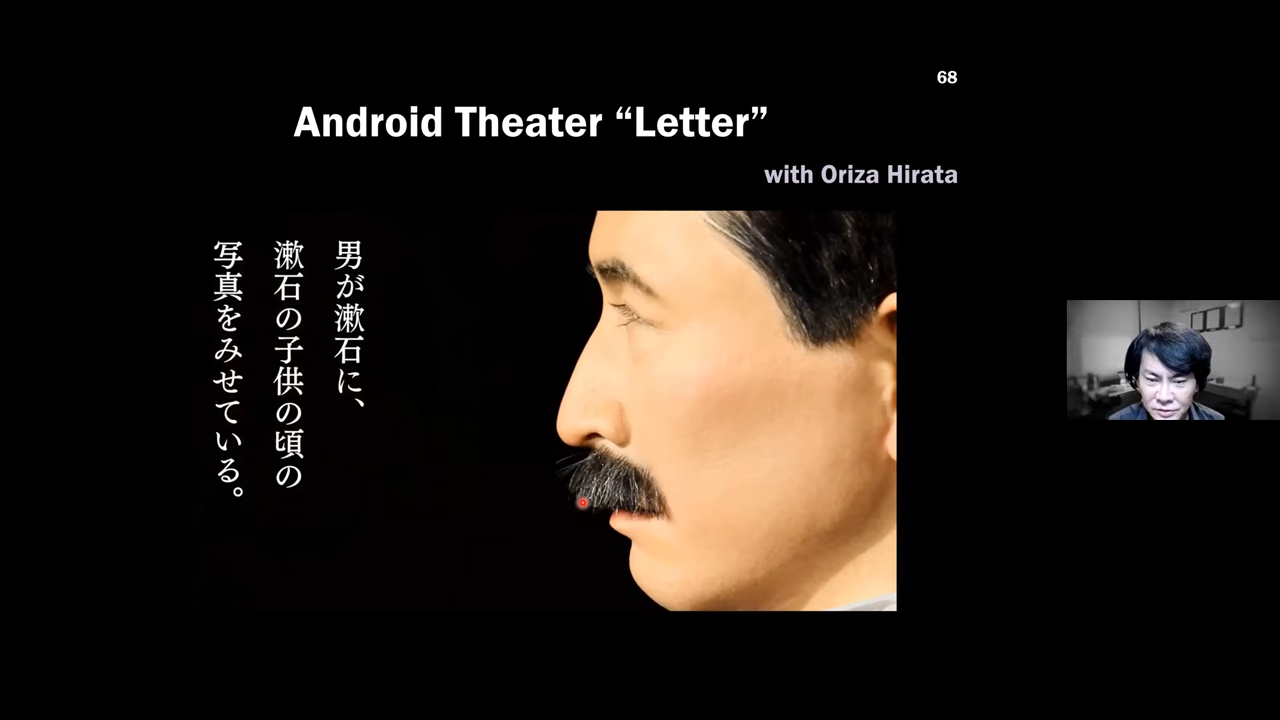 68
Android Theater “Letter”
with Oriza Hirata
男が漱石に、
漱石の子供の頃の
写真をみせている。